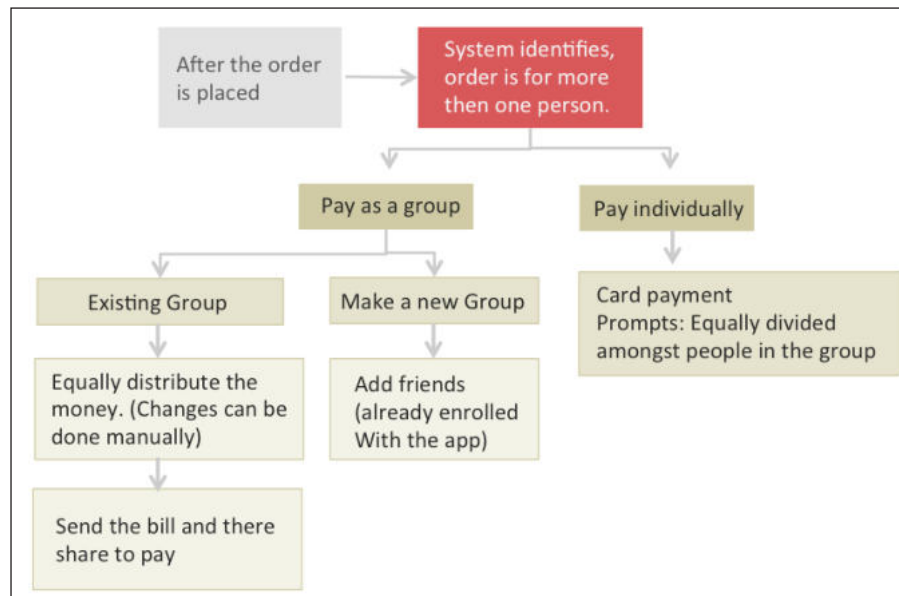 After the order
is placed
System identifies,
order is for more
then one person.
Pay as a group
Pay individually
Existing Group
Make a new Group
Card payment
Prompts: Equally divided
amongst people in the group
Equally distribute the
money. (Changes can be
done manually)
Add friends
(already enrolled
With the app)
Send the bill and there
share to pay